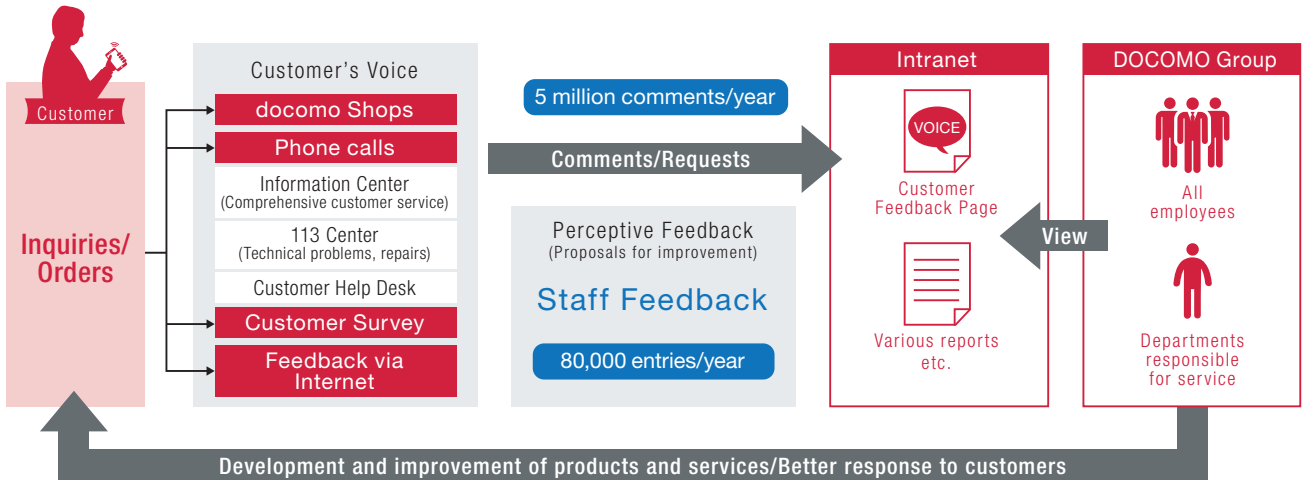 Customer
Inquiries/
Orders
Customer's Voice
docomo Shops
Phone calls
Information Center
(Comprehensive customer service)
113 Center
(Technical problems, repairs)
Customer Help Desk
Customer Survey
Feedback via
Internet
5 million comments/year
Comments/Requests
Perceptive Feedback
(Proposals for improvement)
Staff Feedback
80,000 entries/year
Intranet
VOICE
Customer
Feedback Page
Various reports
etc.
View
DOCOMO Group
All
employees
Departments
responsible
for service
Development and improvement of products and services/Better response to customers